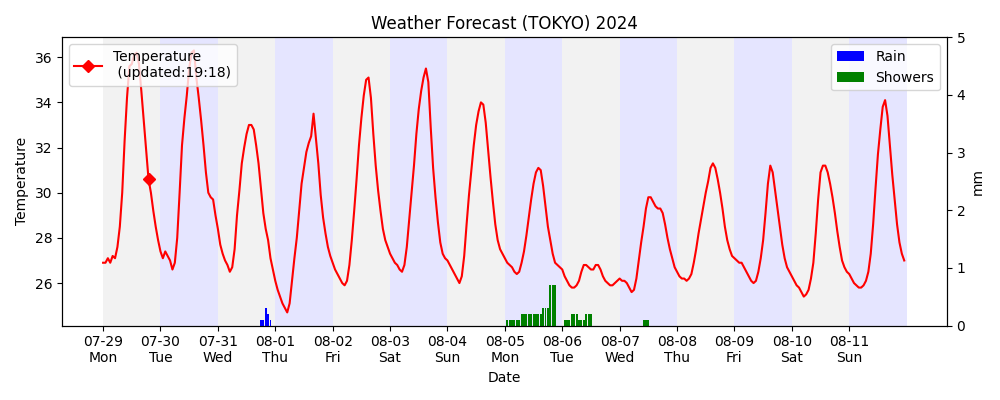 Weather Forecast (TOKYO) 2024
Temperature
(updated:19:18)
Rain
Showers
Temperature
36
34
32
30
28
26
5
4
3
2
1
0
mm
07-29 07-30 07-31 08-01 08-02 08-03 08-04 08-05 08-06 08-07 08-08 08-09 08-10 08-11
Mon Tue Wed Thu Fri Sat Sun Mon Tue Wed Thu Fri Sat Sun
Date